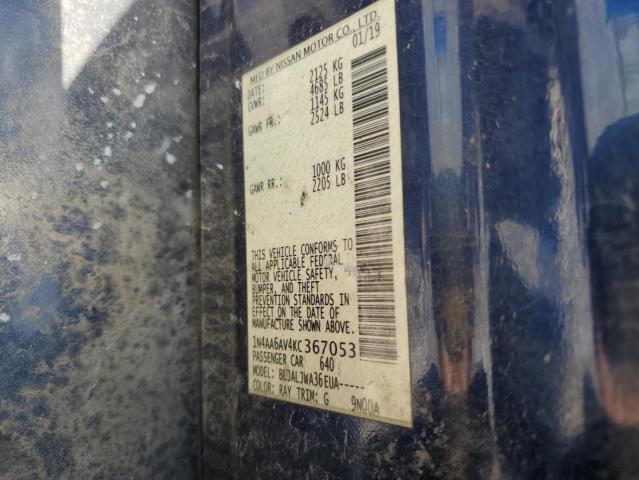 MFD BY NISSAN MOTOR CO., LTD.
DATE: 01/19
GVWR: 2125 KG
4685 LB
GAWR FR.: 1145 KG
2524 LB
GAWR RR.: 1000 KG
2205 LB
THIS VEHICLE CONFORMS TO
ALL APPLICABLE FEDERAL
MOTOR VEHICLE SAFETY,
BUMPER, AND THEFT
PREVENTION STANDARDS IN
EFFECT ON THE DATE OF
MANUFACTURE SHOWN ABOVE.
1N4AA6AV4KC367053
PASSENGER CAR 640
MODEL: BUJALJWA36EUA-----
COLOR: RAY TRIM: G 9N00A